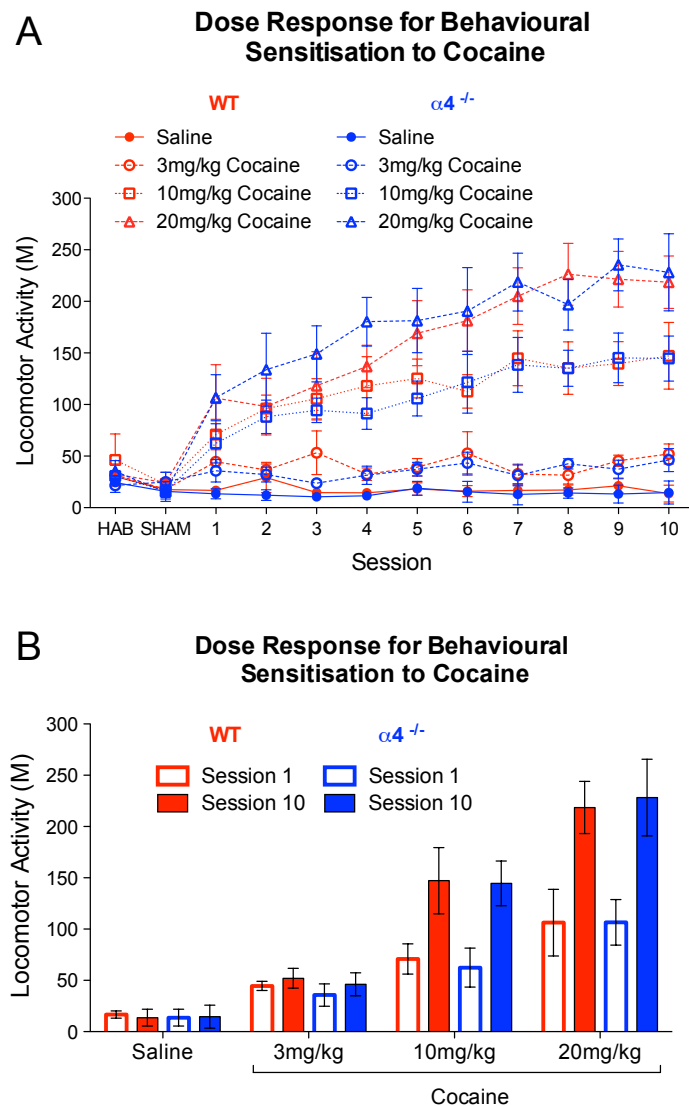 A
Dose Response for Behavioural
Sensitisation to Cocaine
WT
α4 -/-
Saline
3mg/kg Cocaine
10mg/kg Cocaine
20mg/kg Cocaine
Saline
3mg/kg Cocaine
10mg/kg Cocaine
20mg/kg Cocaine
Locomotor Activity (M)
300
250
200
150
100
50
0
HAB SHAM 1 2 3 4 5 6 7 8 9 10
Session
B
Dose Response for Behavioural
Sensitisation to Cocaine
WT
α4 -/-
Session 1
Session 10
Session 1
Session 10
Locomotor Activity (M)
300
250
200
150
100
50
0
Saline 3mg/kg 10mg/kg 20mg/kg
Cocaine